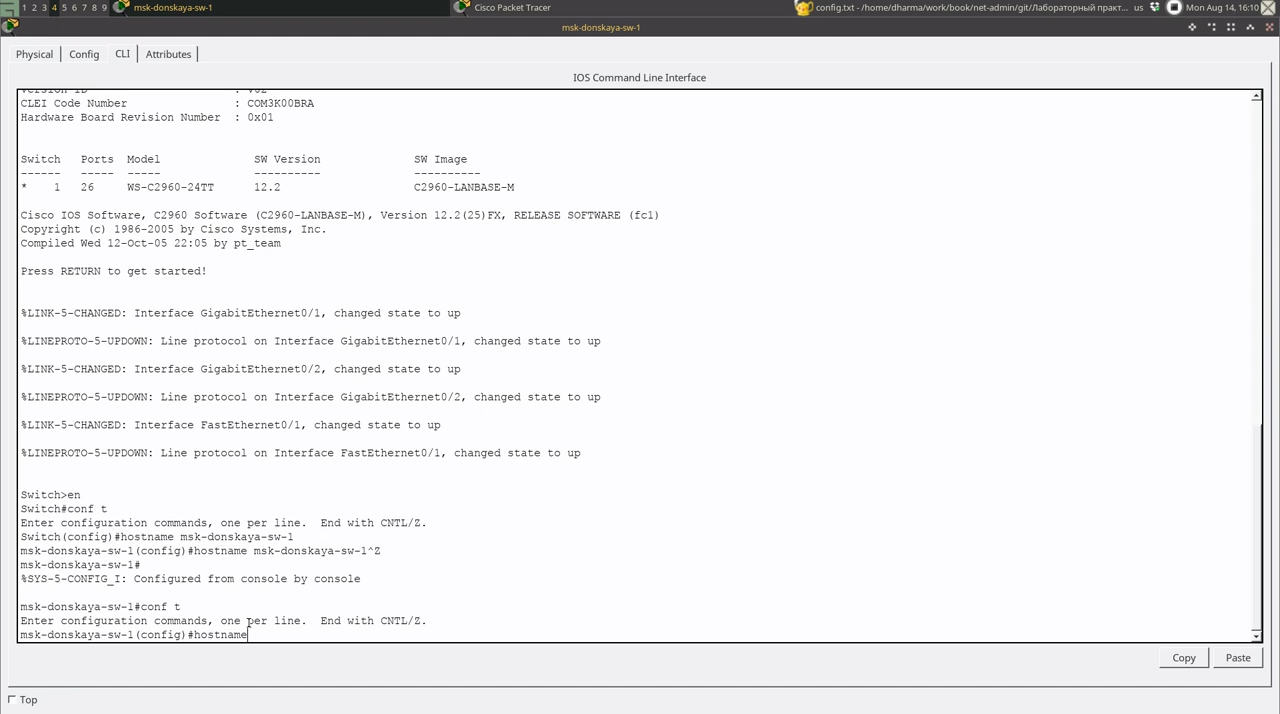 1 2 3 4 5 6 7 8 9 msk-donskaya-sw-1 Cisco Packet Tracer config.txt - /home/dharma/work/book/net-admin/git/Лабораторный практ... us Mon Aug 14, 16:10
msk-donskaya-sw-1
Physical Config CLI Attributes
IOS Command Line Interface
CLEI Code Number : COM3K00BRA
Hardware Board Revision Number : 0x01
Switch Ports Model SW Version SW Image
------ ----- ----- ---------- ----------
* 1 26 WS-C2960-24TT 12.2 C2960-LANBASE-M
Cisco IOS Software, C2960 Software (C2960-LANBASE-M), Version 12.2(25)FX, RELEASE SOFTWARE (fc1)
Copyright (c) 1986-2005 by Cisco Systems, Inc.
Compiled Wed 12-Oct-05 22:05 by pt_team
Press RETURN to get started!
%LINK-5-CHANGED: Interface GigabitEthernet0/1, changed state to up
%LINEPROTO-5-UPDOWN: Line protocol on Interface GigabitEthernet0/1, changed state to up
%LINK-5-CHANGED: Interface GigabitEthernet0/2, changed state to up
%LINEPROTO-5-UPDOWN: Line protocol on Interface GigabitEthernet0/2, changed state to up
%LINK-5-CHANGED: Interface FastEthernet0/1, changed state to up
%LINEPROTO-5-UPDOWN: Line protocol on Interface FastEthernet0/1, changed state to up
Switch>en
Switch#conf t
Enter configuration commands, one per line. End with CNTL/Z.
Switch(config)#hostname msk-donskaya-sw-1
msk-donskaya-sw-1(config)#hostname msk-donskaya-sw-1^Z
msk-donskaya-sw-1#
%SYS-5-CONFIG_I: Configured from console by console
msk-donskaya-sw-1#conf t
Enter configuration commands, one per line. End with CNTL/Z.
msk-donskaya-sw-1(config)#hostname
Copy Paste
Top